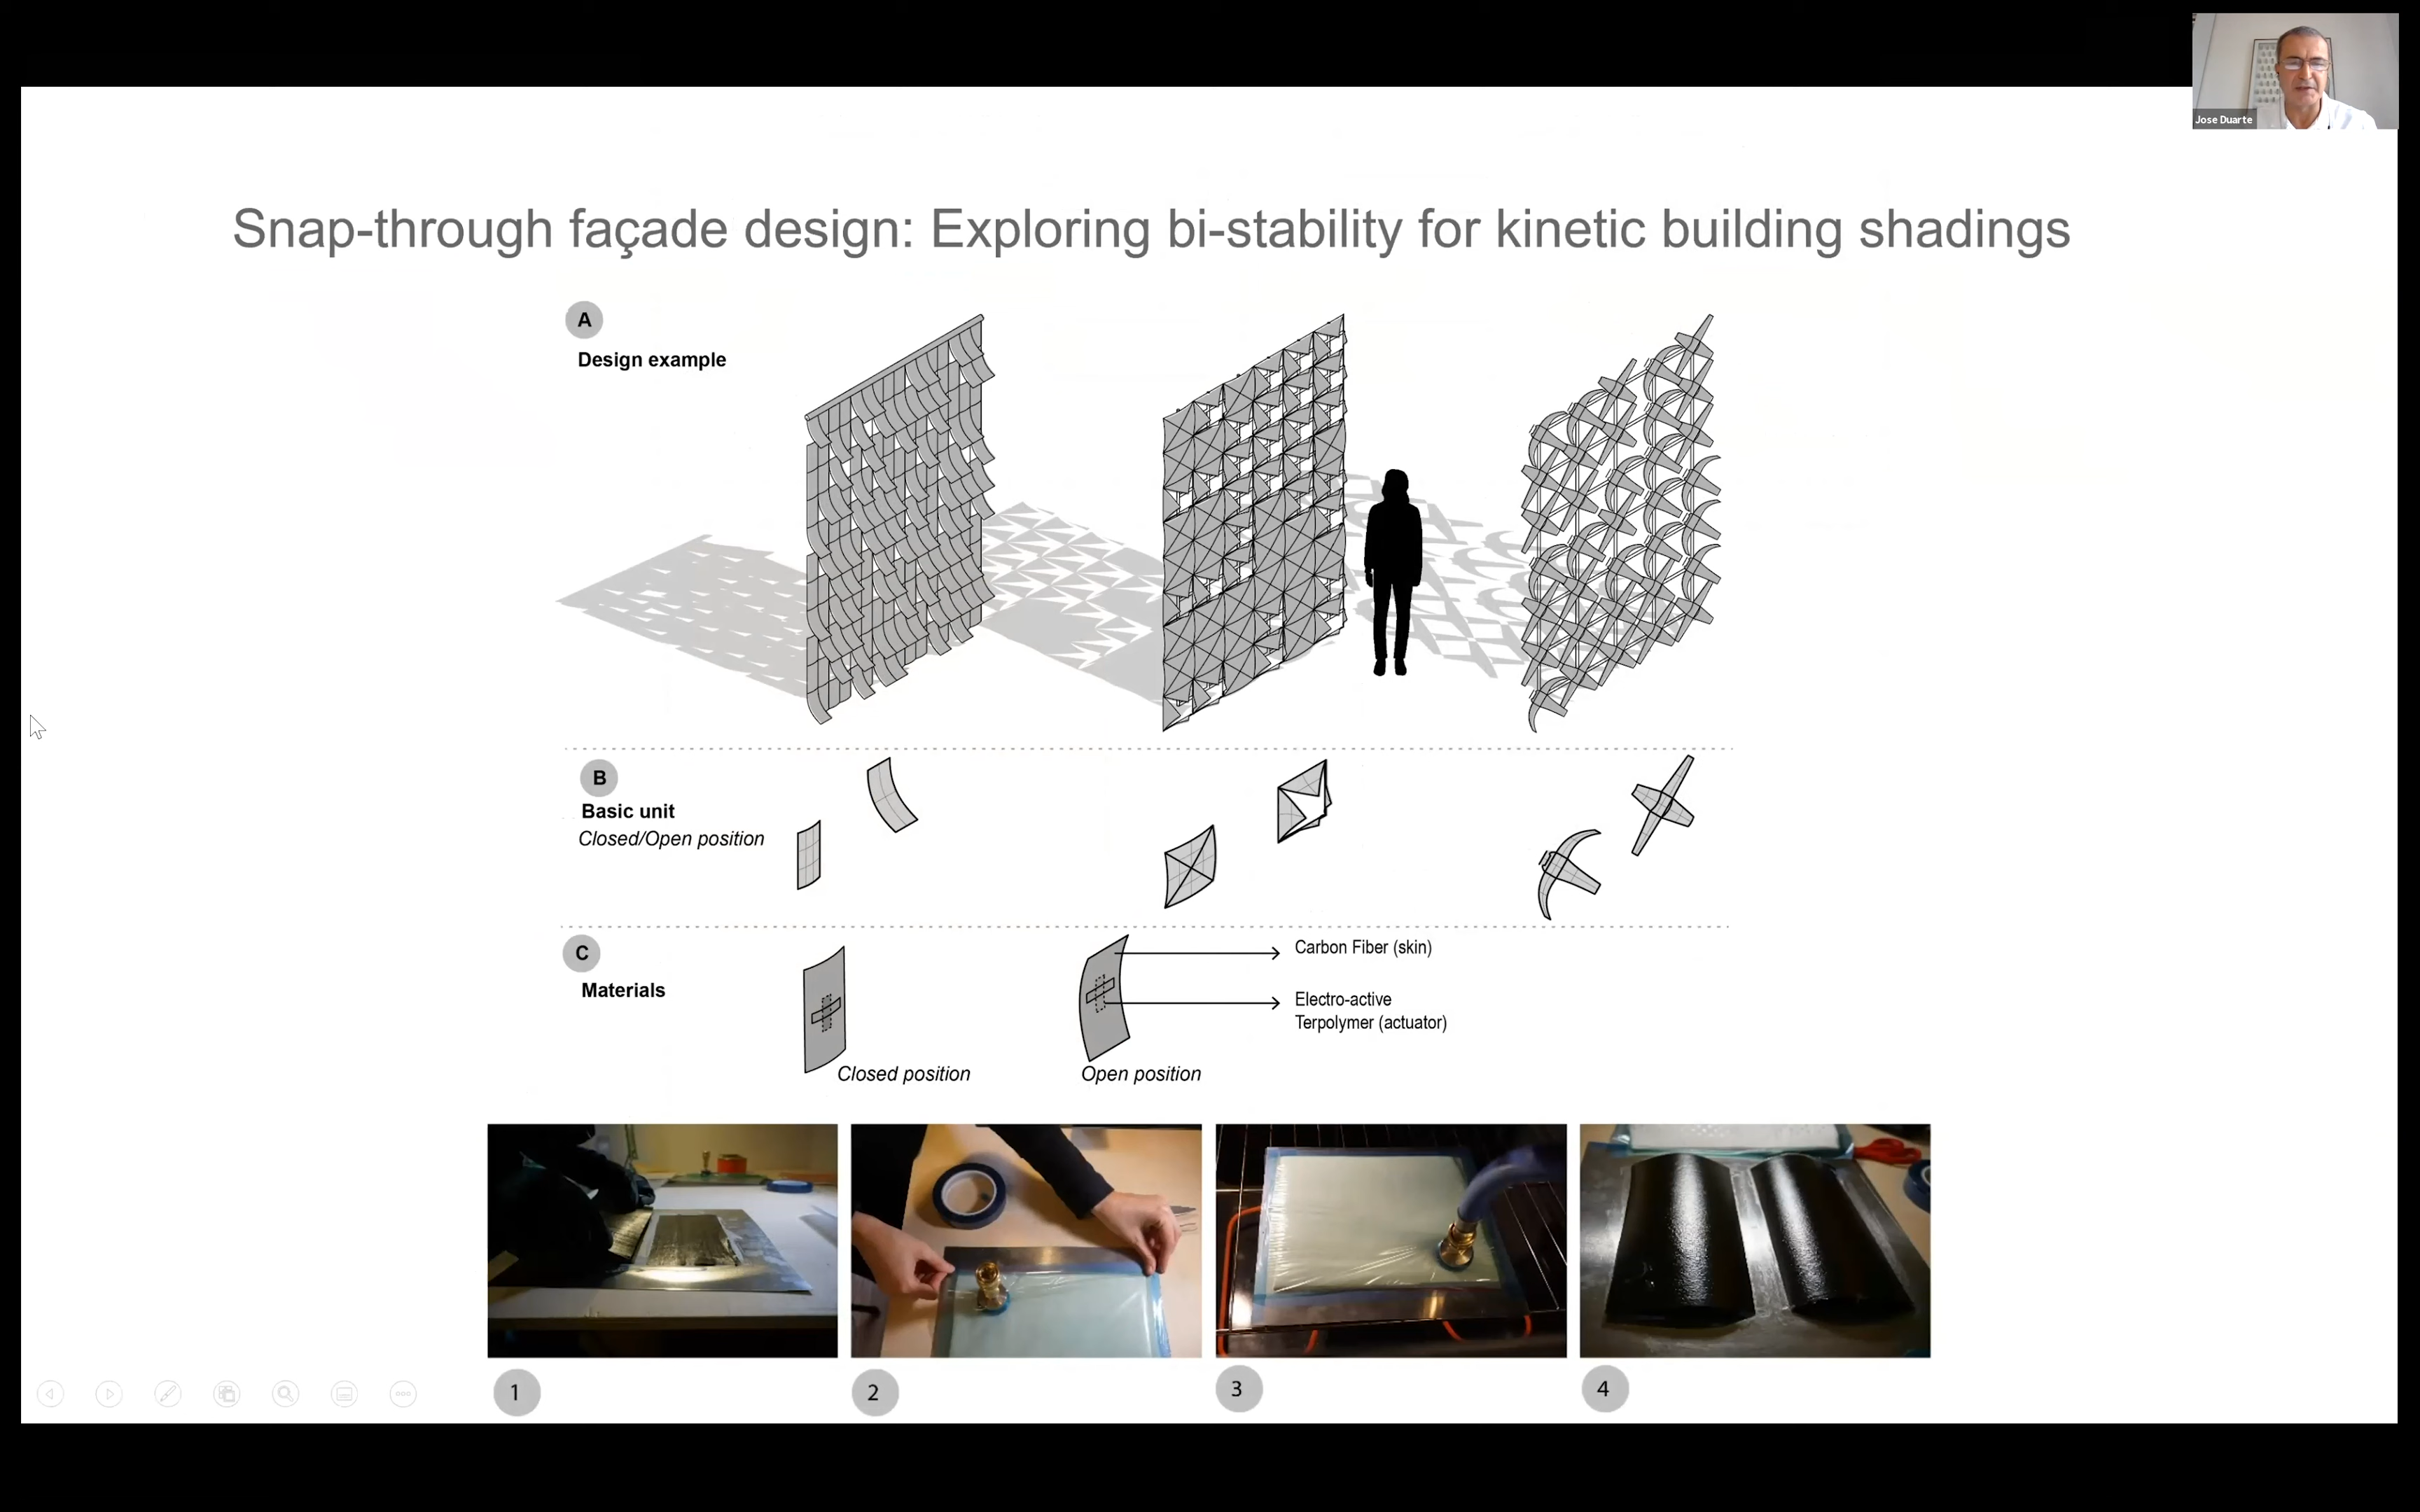 Jose Duarte
Snap-through façade design: Exploring bi-stability for kinetic building shadings
A
Design example
B
Basic unit
Closed/Open position
C
Materials
Carbon Fiber (skin)
Electro-active
Terpolymer (actuator)
Closed position
Open position
1
2
3
4